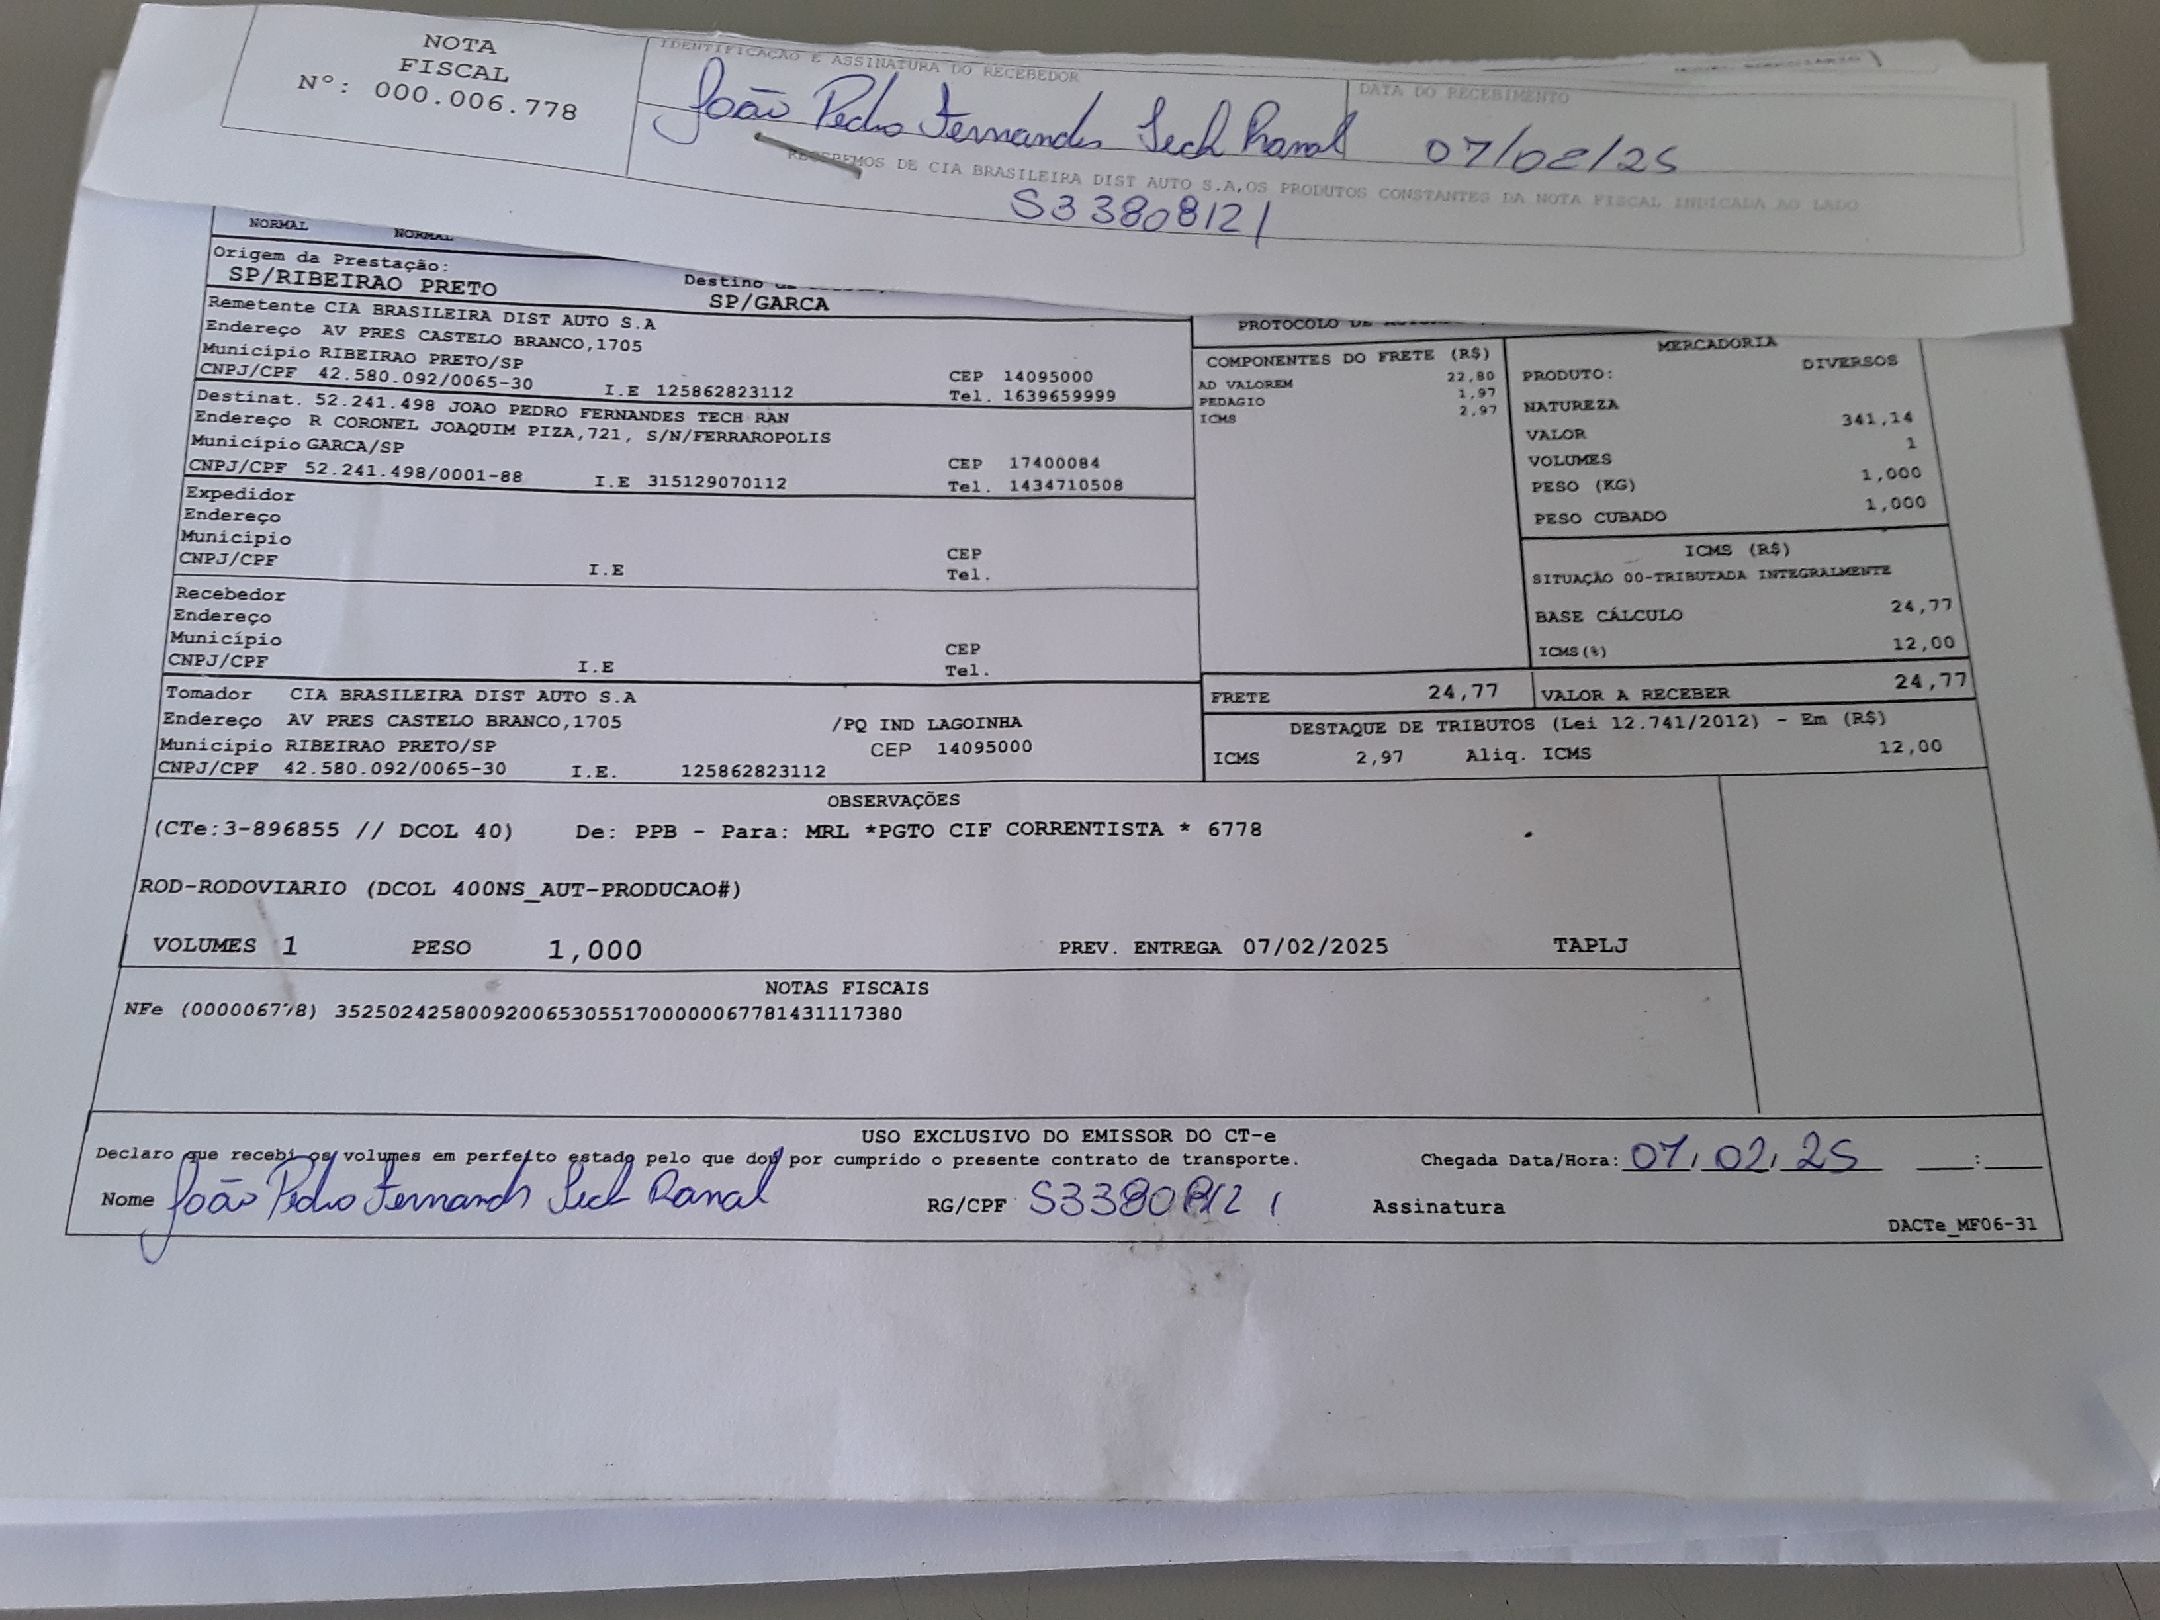 NOTA
FISCAL
Nº: 000.006.778
IDENTIFICAÇÃO E ASSINATURA DO RECEBEDOR
DATA DO RECEBIMENTO
João Pedro Fernandes Tech Ranal 07/02/25
RECEBEMOS DE CIA BRASILEIRA DIST AUTO S.A,OS PRODUTOS CONSTANTES DA NOTA FISCAL INDICADA AO LADO
533808121
NORMAL NORMAL
Origem da Prestação:
SP/RIBEIRAO PRETO
Destino
SP/GARCA
Remetente CIA BRASILEIRA DIST AUTO S.A
Endereço AV PRES CASTELO BRANCO,1705
Município RIBEIRAO PRETO/SP CEP 14095000
CNPJ/CPF 42.580.092/0065-30 I.E 125862823112 Tel. 1639659999
Destinat. 52.241.498 JOAO PEDRO FERNANDES TECH RAN
Endereço R CORONEL JOAQUIM PIZA,721, S/N/FERRAROPOLIS
Município GARCA/SP CEP 17400084
CNPJ/CPF 52.241.498/0001-88 I.E 315129070112 Tel. 1434710508
Expedidor
Endereço
Municipio CEP
CNPJ/CPF I.E Tel.
Recebedor
Endereço
Município CEP
CNPJ/CPF I.E Tel.
Tomador CIA BRASILEIRA DIST AUTO S.A
Endereço AV PRES CASTELO BRANCO,1705 /PQ IND LAGOINHA
Municipio RIBEIRAO PRETO/SP CEP 14095000
CNPJ/CPF 42.580.092/0065-30 I.E. 125862823112
PROTOCOLO DE
COMPONENTES DO FRETE (R$)
AD VALOREM 22,80
PEDAGIO 1,97
ICMS 2,97
MERCADORIA
PRODUTO: DIVERSOS
NATUREZA
VALOR 341,14
VOLUMES 1
PESO (KG) 1,000
PESO CUBADO 1,000
ICMS (R$)
SITUAÇÃO 00-TRIBUTADA INTEGRALMENTE
BASE CÁLCULO 24,77
ICMS(%) 12,00
FRETE 24,77 VALOR A RECEBER 24,77
DESTAQUE DE TRIBUTOS (Lei 12.741/2012) - Em (R$)
ICMS 2,97 Aliq. ICMS 12,00
OBSERVAÇÕES
(CTe:3-896855 // DCOL 40) De: PPB - Para: MRL *PGTO CIF CORRENTISTA * 6778
ROD-RODOVIARIO (DCOL 400NS_AUT-PRODUCAO#)
VOLUMES 1 PESO 1,000 PREV. ENTREGA 07/02/2025 TAPLJ
NOTAS FISCAIS
NFe (000006778) 35250242580092006530551700000067781431117380
USO EXCLUSIVO DO EMISSOR DO CT-e
Declaro que recebi os volumes em perfeito estado pelo que dou por cumprido o presente contrato de transporte. Chegada Data/Hora: 07, 02, 25 ____:____
Nome João Pedro Fernands Tech Ranal RG/CPF 533808121 Assinatura
DACTe_MF06-31